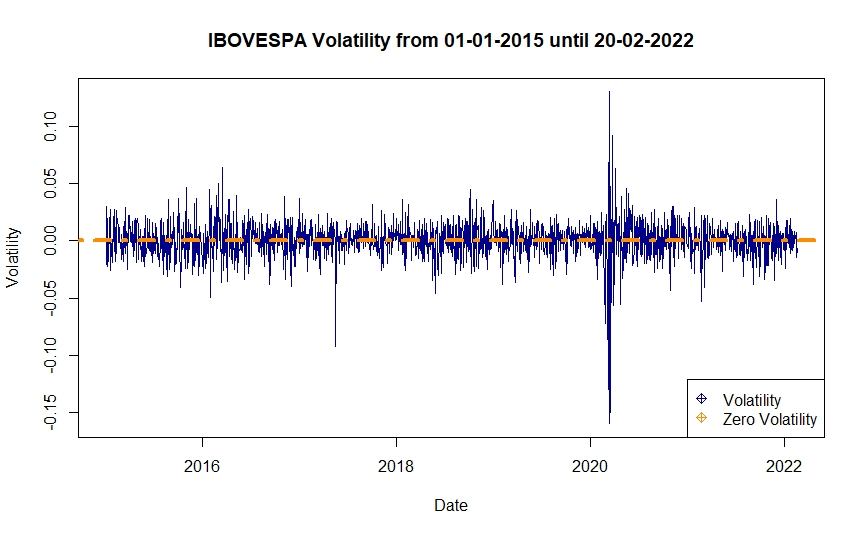 IBOVESPA Volatility from 01-01-2015 until 20-02-2022
Volatility
0.10
0.05
0.00
-0.05
-0.10
-0.15
2016
2018
2020
2022
Date
Volatility
Zero Volatility